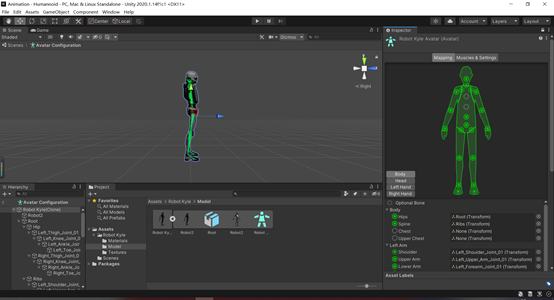 Animation - Humanoid - PC, Mac & Linux Standalone - Unity 2020.1.14f1c1 <DX11>
File Edit Assets GameObject Component Window Help
Center Local
Account Layers Layout
Scene Game
Shaded 2D Gizmos All
Scenes Avatar Configuration
Right
Inspector
Robot Kyle Avatar (Avatar)
Mapping Muscles & Settings
Body
Head
Left Hand
Right Hand
Optional Bone
Body
Hips Root (Transform)
Spine Ribs (Transform)
Chest None (Transform)
Upper Chest None (Transform)
Left Arm
Shoulder Left_Shoulder_Joint_01 (Transform)
Upper Arm Left_Upper_Arm_Joint_01 (Transform)
Lower Arm Left_Forearm_Joint_01 (Transform)
Asset Labels
Hierarchy
All
Avatar Configuration
Robot Kyle(Clone)
Robot2
Root
Hip
Left_Thigh_Joint_01
Left_Knee_Joint_0
Left_Ankle_Joi
Left_Toe_Joi
Right_Thigh_Joint_0
Right_Knee_Joint_
Right_Ankle_Jo
Right_Toe_Jo
Ribs
Left_Shoulder_Joint_
Project
Favorites
All Materials
All Models
All Prefabs
Assets
Robot Kyle
Materials
Model
Textures
Scenes
Packages
Assets Robot Kyle Model
Robot Ky... Robot2 Root Robot2 Robot ...